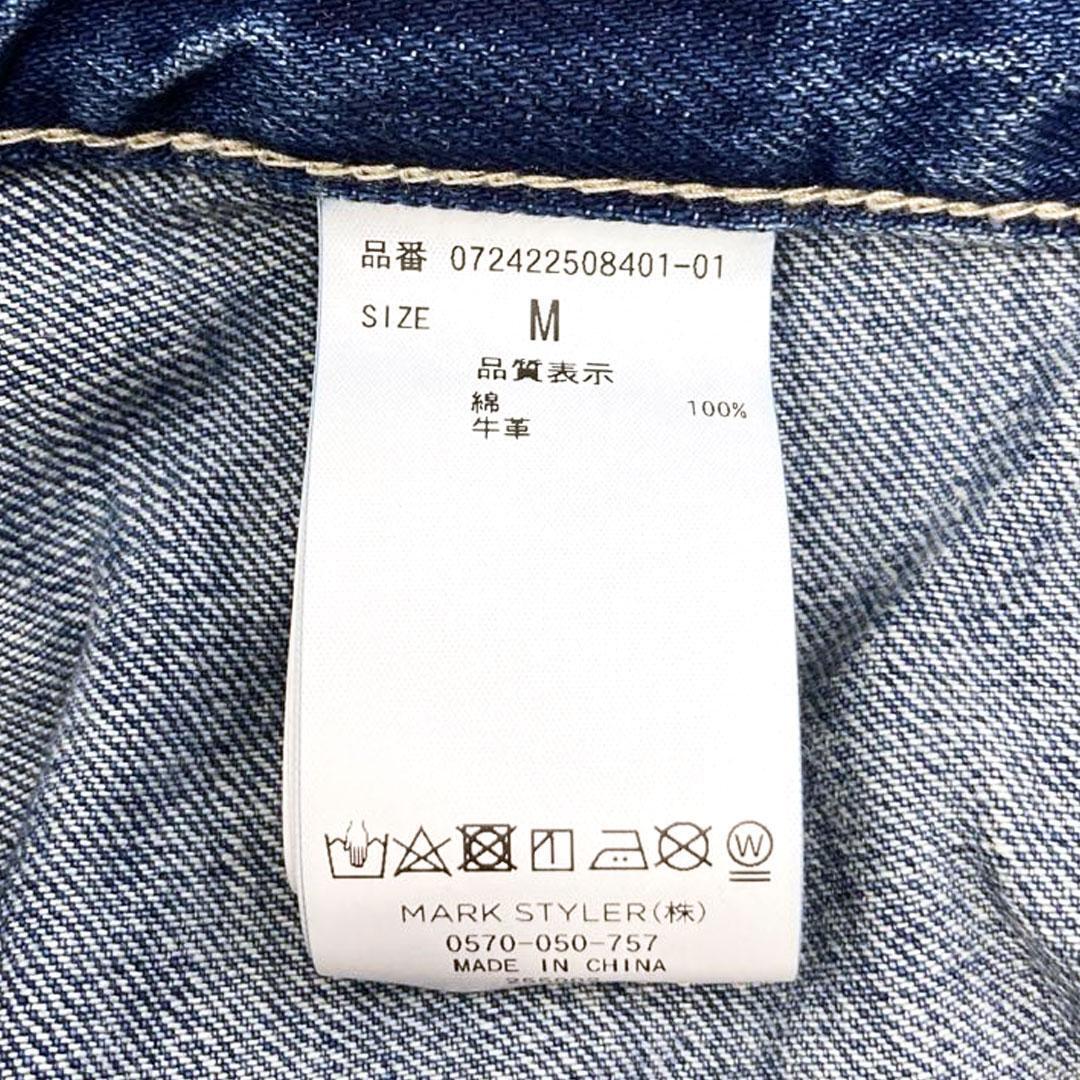 品番 072422508401-01
SIZE M
品質表示
綿 100%
牛革
W
MARK STYLER(株)
0570-050-757
MADE IN CHINA